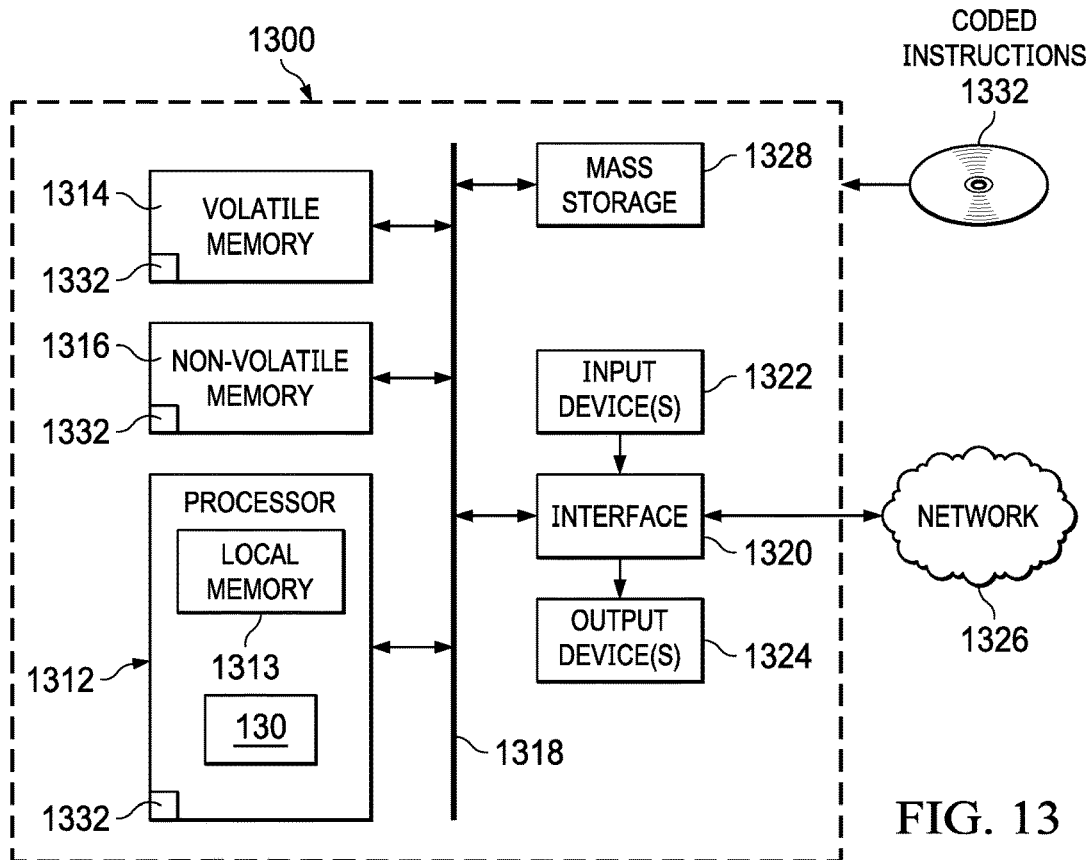 1300
CODED
INSTRUCTIONS
1332
1314
VOLATILE
MEMORY
1332
MASS
STORAGE
1328
1316
NON-VOLATILE
MEMORY
1332
INPUT
DEVICE(S)
1322
PROCESSOR
LOCAL
MEMORY
1313
1312
130
1332
INTERFACE
1320
NETWORK
1326
OUTPUT
DEVICE(S)
1324
1318
FIG. 13